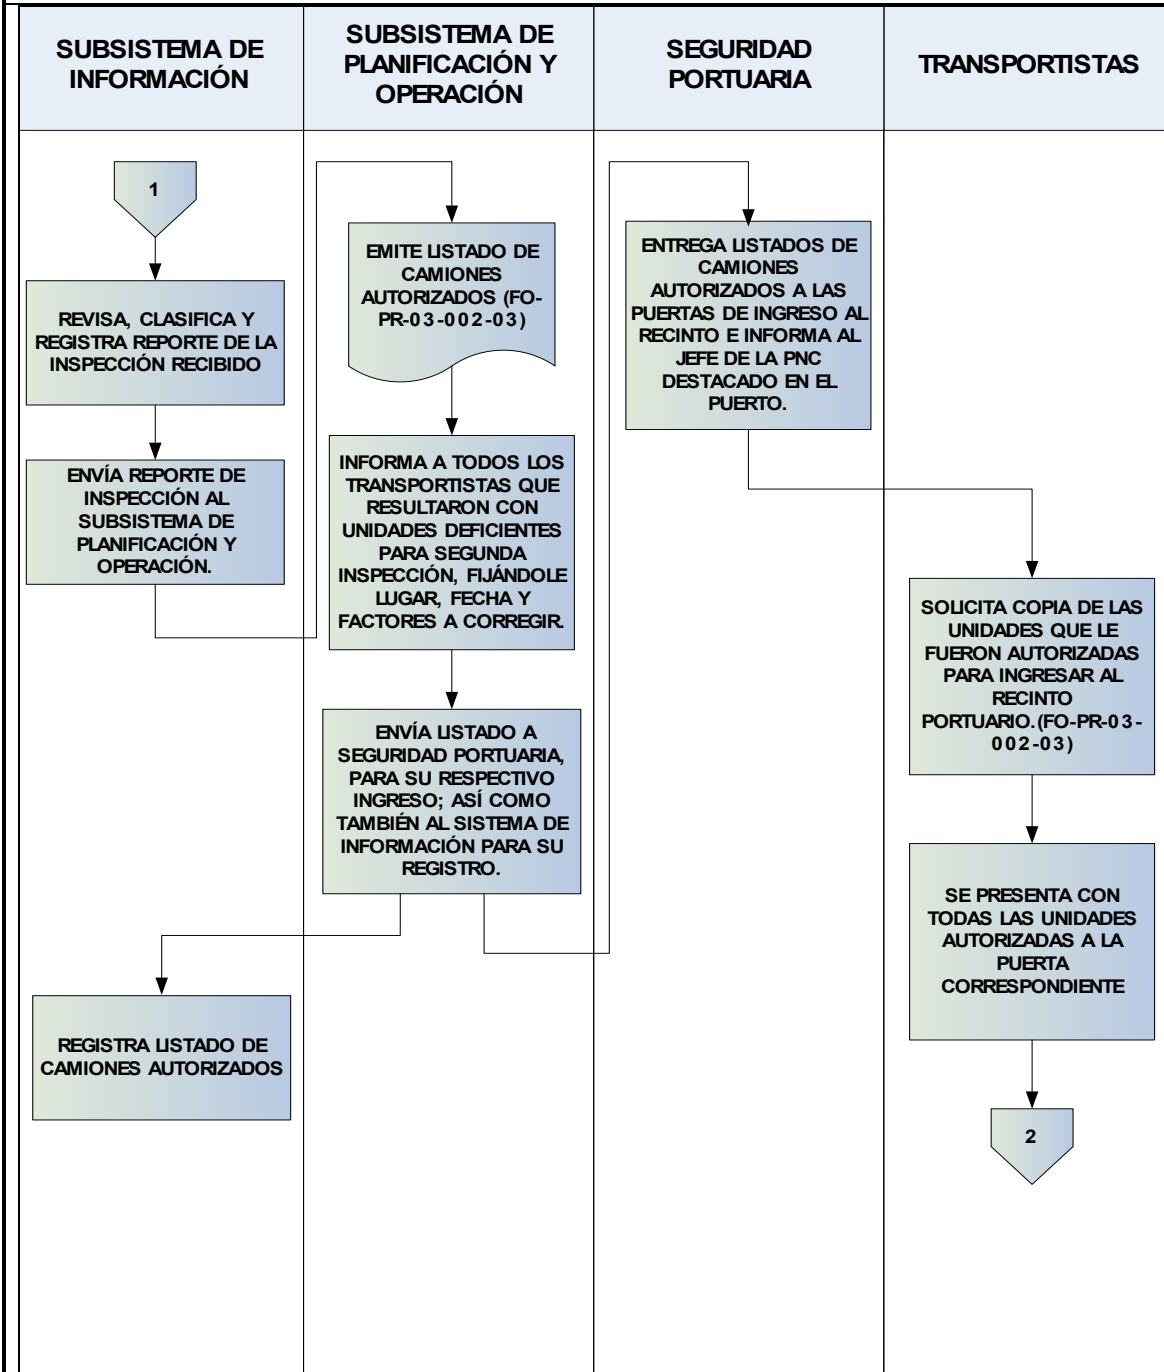 SUBSISTEMA DE
INFORMACIÓN
SUBSISTEMA DE
PLANIFICACIÓN Y
OPERACIÓN
SEGURIDAD
PORTUARIA
TRANSPORTISTAS
1
REVISA, CLASIFICA Y
REGISTRA REPORTE DE LA
INSPECCIÓN RECIBIDO
ENVÍA REPORTE DE
INSPECCIÓN AL
SUBSISTEMA DE
PLANIFICACIÓN Y
OPERACIÓN.
REGISTRA LISTADO DE
CAMIONES AUTORIZADOS
EMITE LISTADO DE
CAMIONES
AUTORIZADOS (FO-
PR-03-002-03)
INFORMA A TODOS LOS
TRANSPORTISTAS QUE
RESULTARON CON
UNIDADES DEFICIENTES
PARA SEGUNDA
INSPECCIÓN, FIJÁNDOLE
LUGAR, FECHA Y
FACTORES A CORREGIR.
ENVÍA LISTADO A
SEGURIDAD PORTUARIA,
PARA SU RESPECTIVO
INGRESO; ASÍ COMO
TAMBIÉN AL SISTEMA DE
INFORMACIÓN PARA SU
REGISTRO.
ENTREGA LISTADOS DE
CAMIONES
AUTORIZADOS A LAS
PUERTAS DE INGRESO AL
RECINTO E INFORMA AL
JEFE DE LA PNC
DESTACADO EN EL
PUERTO.
SOLICITA COPIA DE LAS
UNIDADES QUE LE
FUERON AUTORIZADAS
PARA INGRESAR AL
RECINTO
PORTUARIO.(FO-PR-03-
002-03)
SE PRESENTA CON
TODAS LAS UNIDADES
AUTORIZADAS A LA
PUERTA
CORRESPONDIENTE
2